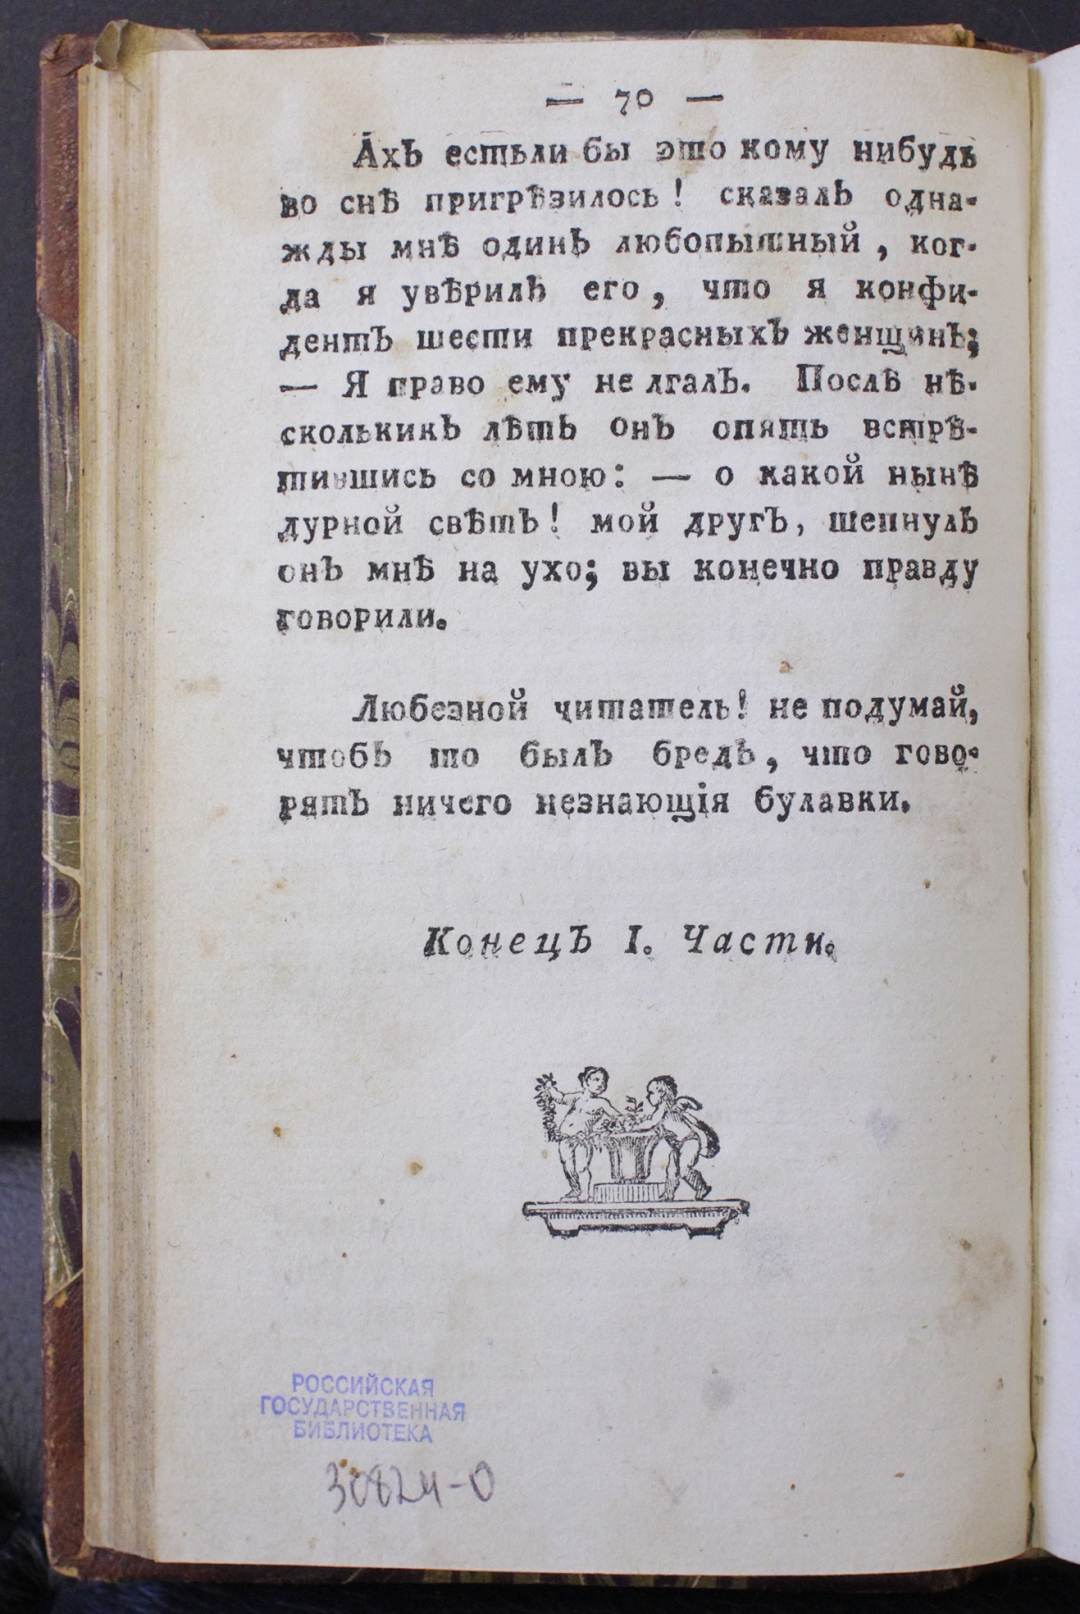 — 70 —
Ахъ естьли бы это кому нибудь
во снѣ пригрѣзилось! сказалъ одна-
жды мнѣ одинъ любопытный, ког-
да я увѣрилъ его, что я конфи-
дентъ шести прекрасныхъ женщинъ;
— Я право ему не лгалъ. Послѣ нѣ-
сколькихъ лѣтъ онъ опять встрѣ-
тившись со мною: — о какой нынѣ
дурной свѣтъ! мой другъ, шепнулъ
онъ мнѣ на ухо; вы конечно правду
говорили.
Любезной читатель! не подумай,
чтобъ то былъ бредъ, что гово-
рятъ ничего незнающія булавки.
Конецъ I. Части.
РОССИЙСКАЯ
ГОСУДАРСТВЕННАЯ
БИБЛИОТЕКА
30824-0